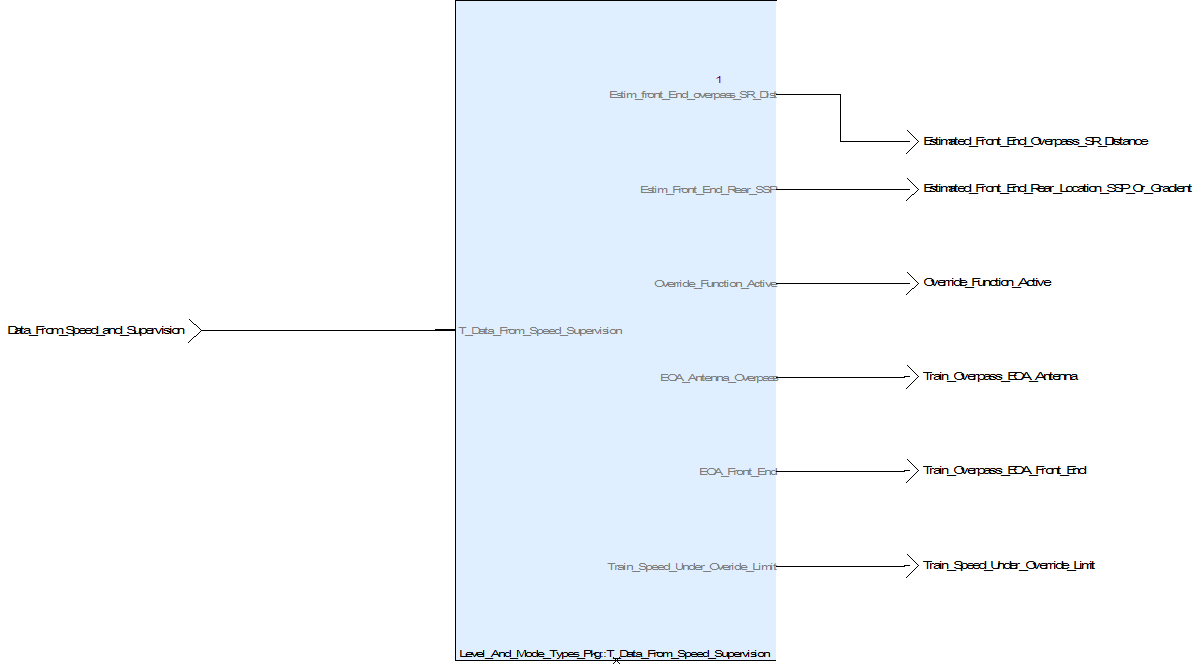 1
Estim_front_End_overpass_SR_Dist
Estimated_Front_End_Overpass_SR_Distance
Estim_Front_End_Rear_SSP
Estimated_Front_End_Rear_Location_SSP_Or_Gradient
Override_Function_Active
Override_Function_Active
Data_From_Speed_and_Supervision
T_Data_From_Speed_Supervision
EOA_Antenna_Overpass
Train_Overpass_EOA_Antenna
EOA_Front_End
Train_Overpass_EOA_Front_End
Train_Speed_Under_Overide_Limit
Train_Speed_Under_Override_Limit
Level_And_Mode_Types_Pkg::T_Data_From_Speed_Supervision